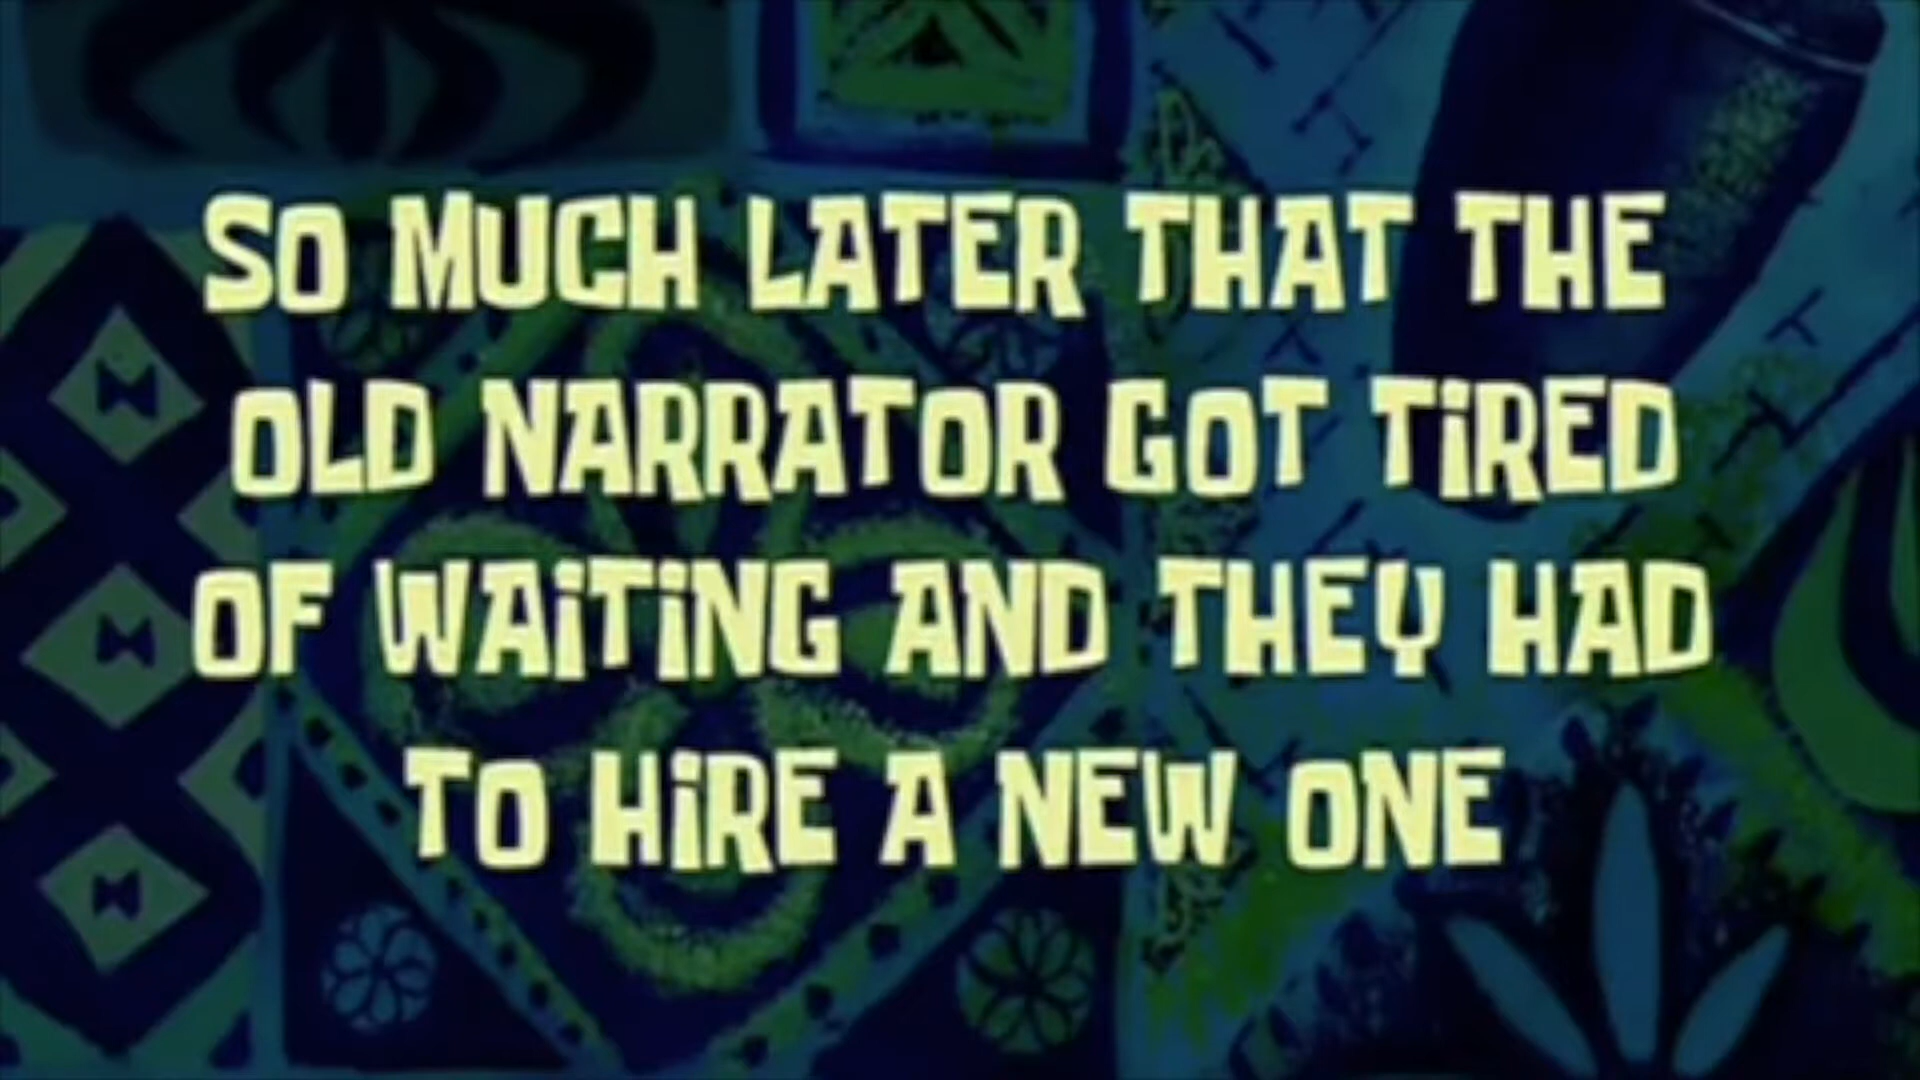 SO MUCH LATER THAT THE
OLD NARRATOR GOT TiRED
OF WAiTiNG AND THEY HAD
TO HiRE A NEW ONE